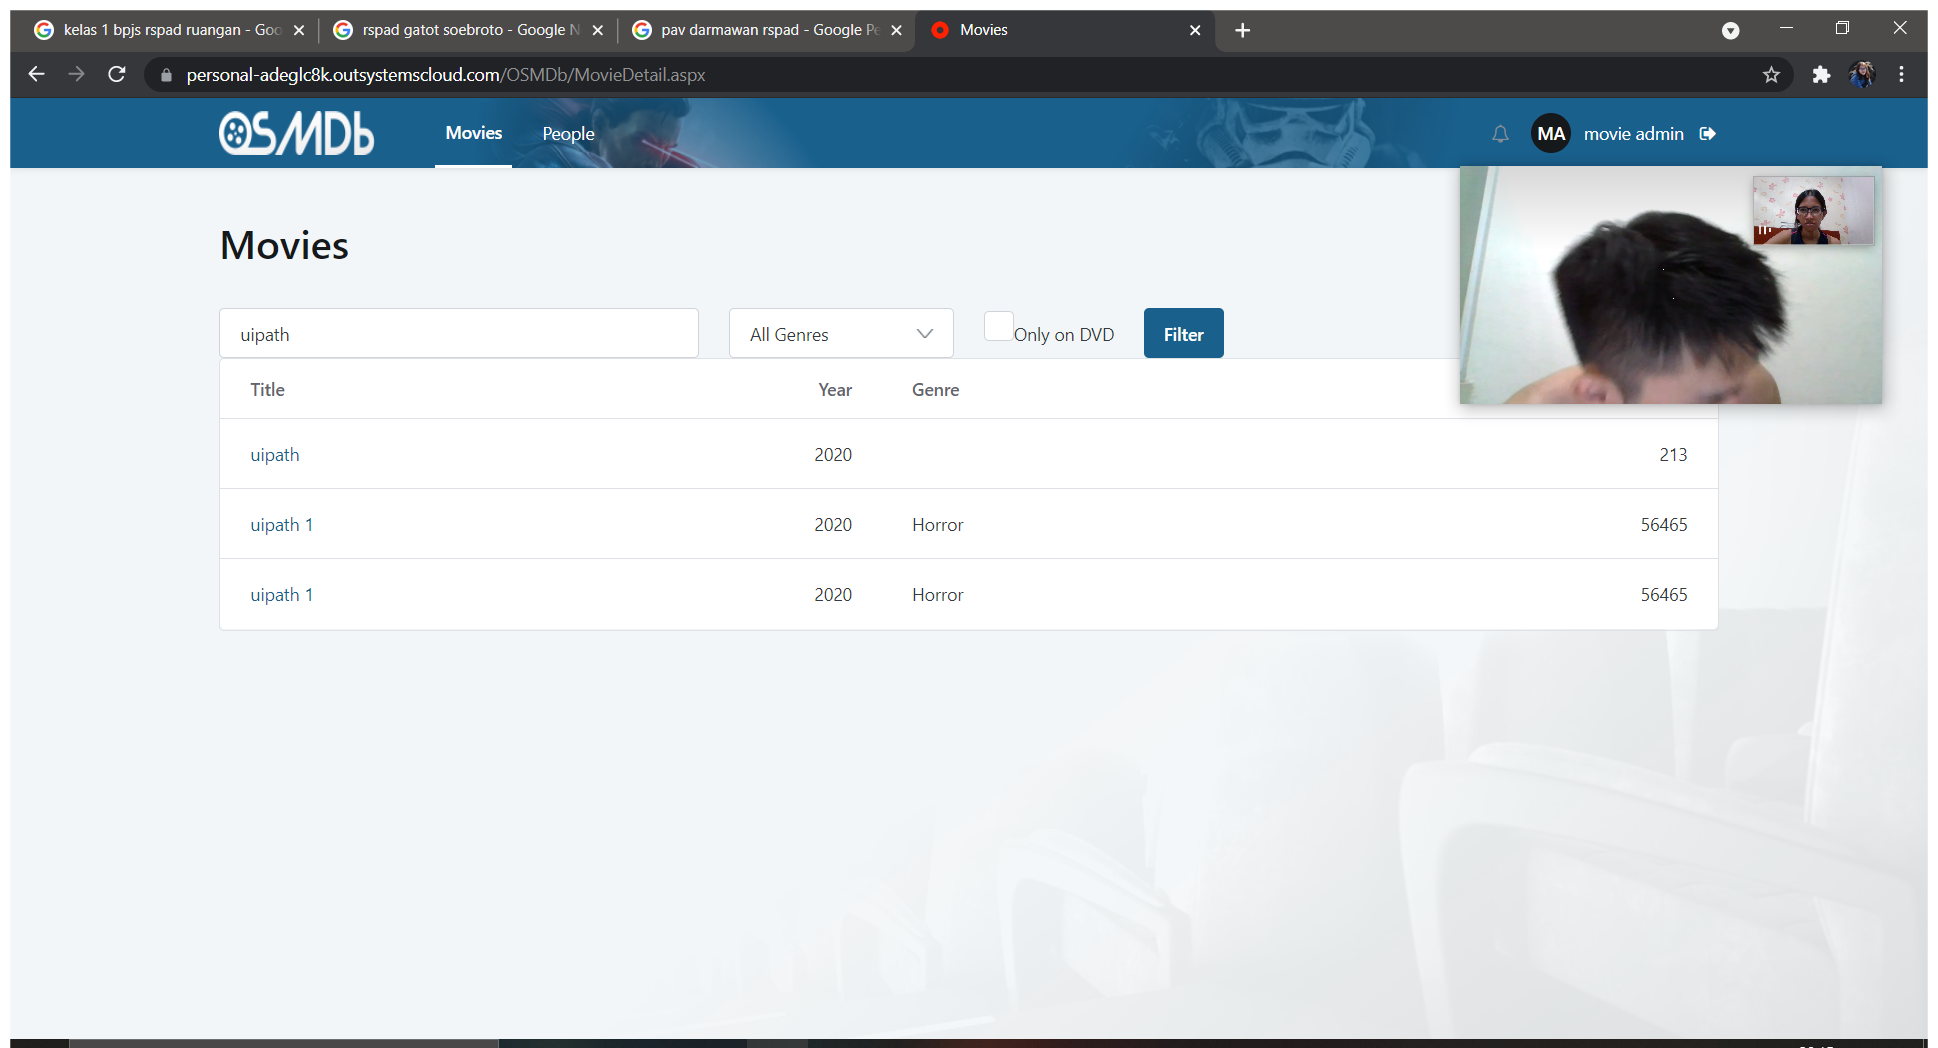 kelas 1 bpjs rspad ruangan - Goo
rspad gatot soebroto - Google N
pav darmawan rspad - Google Pe
Movies
personal-adeglc8k.outsystemscloud.com/OSMDb/MovieDetail.aspx
OSMDb
Movies
People
MA
movie admin
Movies
uipath
All Genres
Only on DVD
Filter
Title Year Genre
uipath 2020 213
uipath 1 2020 Horror 56465
uipath 1 2020 Horror 56465